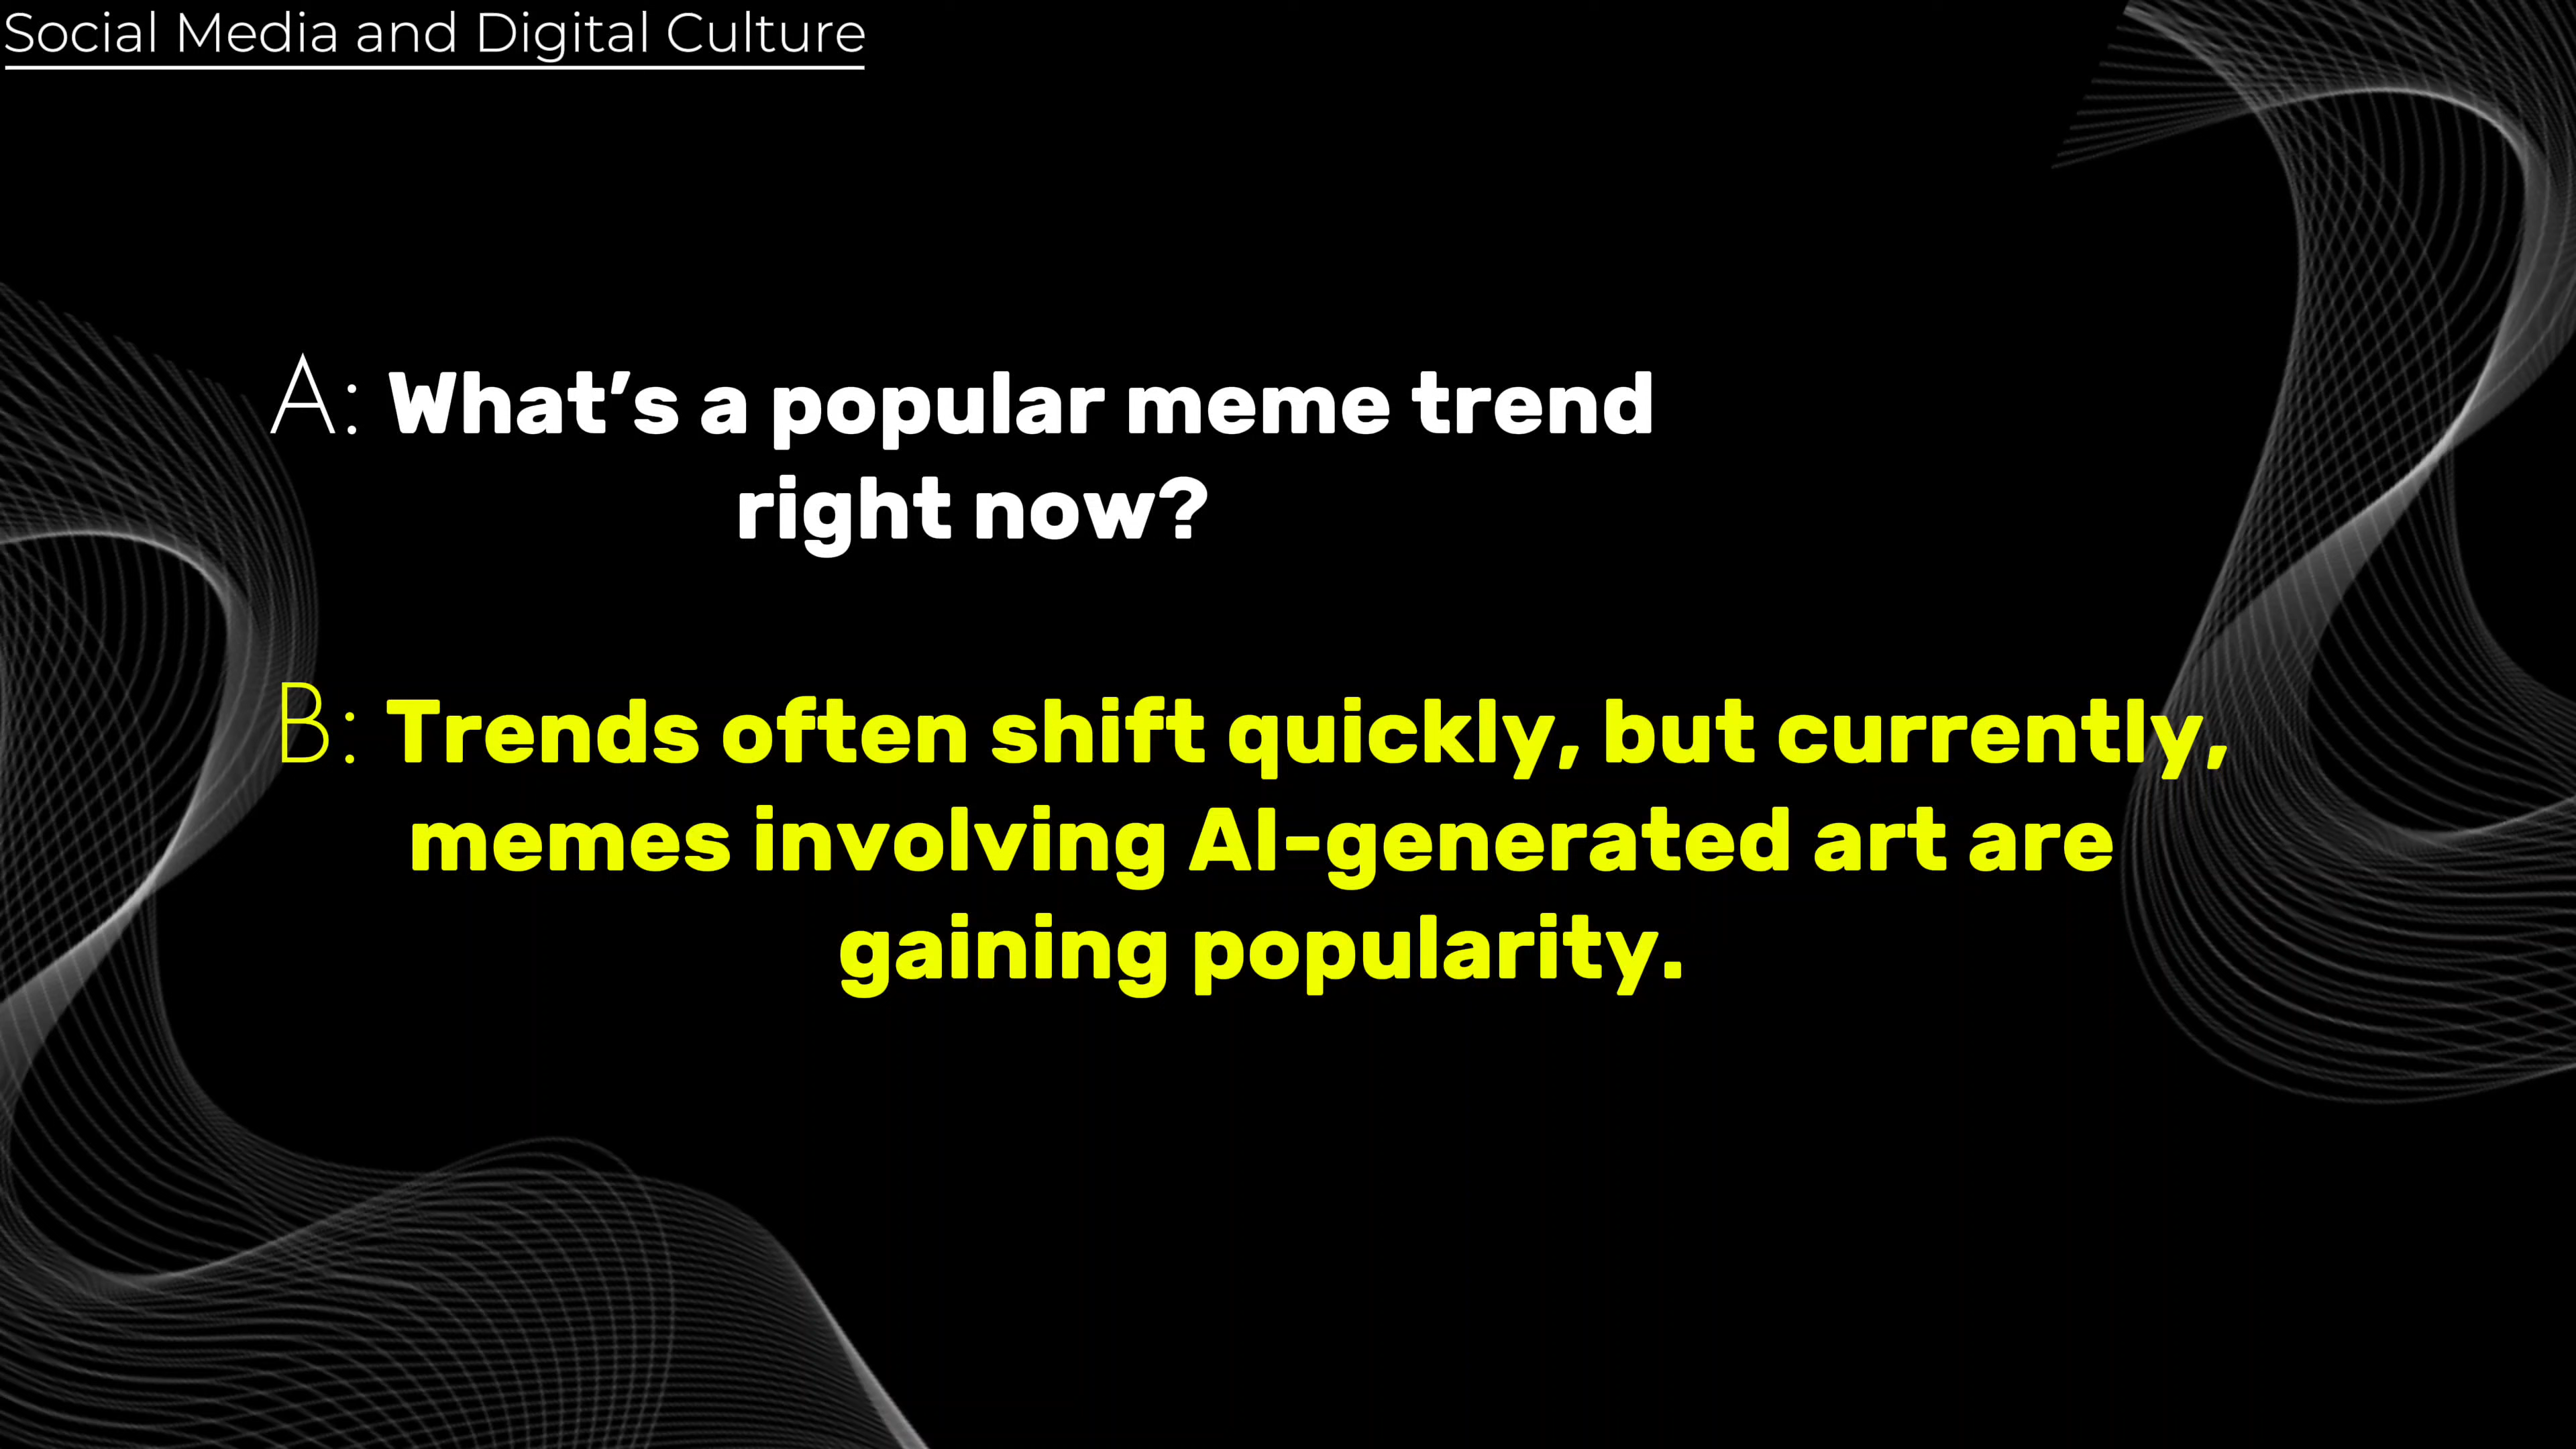 Social Media and Digital Culture
A: What’s a popular meme trend
right now?
B: Trends often shift quickly, but currently,
memes involving AI-generated art are
gaining popularity.